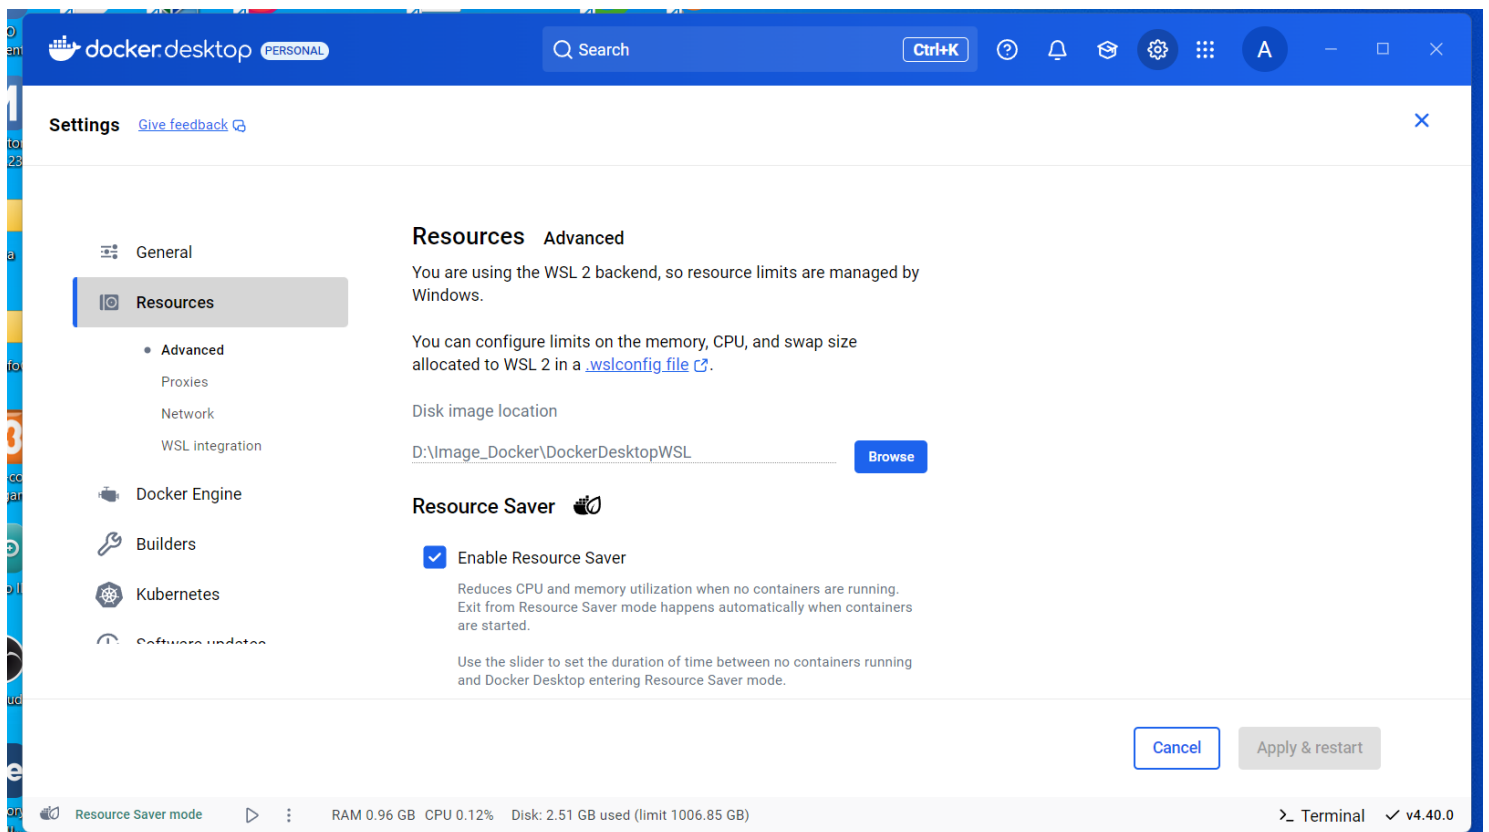 docker.desktop PERSONAL
Search
Ctrl+K
A
Settings
Give feedback
General
Resources
Advanced
Proxies
Network
WSL integration
Docker Engine
Builders
Kubernetes
Software updates
Resources Advanced
You are using the WSL 2 backend, so resource limits are managed by
Windows.
You can configure limits on the memory, CPU, and swap size
allocated to WSL 2 in a .wslconfig file.
Disk image location
D:\Image_Docker\DockerDesktopWSL
Browse
Resource Saver
Enable Resource Saver
Reduces CPU and memory utilization when no containers are running.
Exit from Resource Saver mode happens automatically when containers
are started.
Use the slider to set the duration of time between no containers running
and Docker Desktop entering Resource Saver mode.
Cancel
Apply & restart
Resource Saver mode
RAM 0.96 GB CPU 0.12% Disk: 2.51 GB used (limit 1006.85 GB)
Terminal
v4.40.0